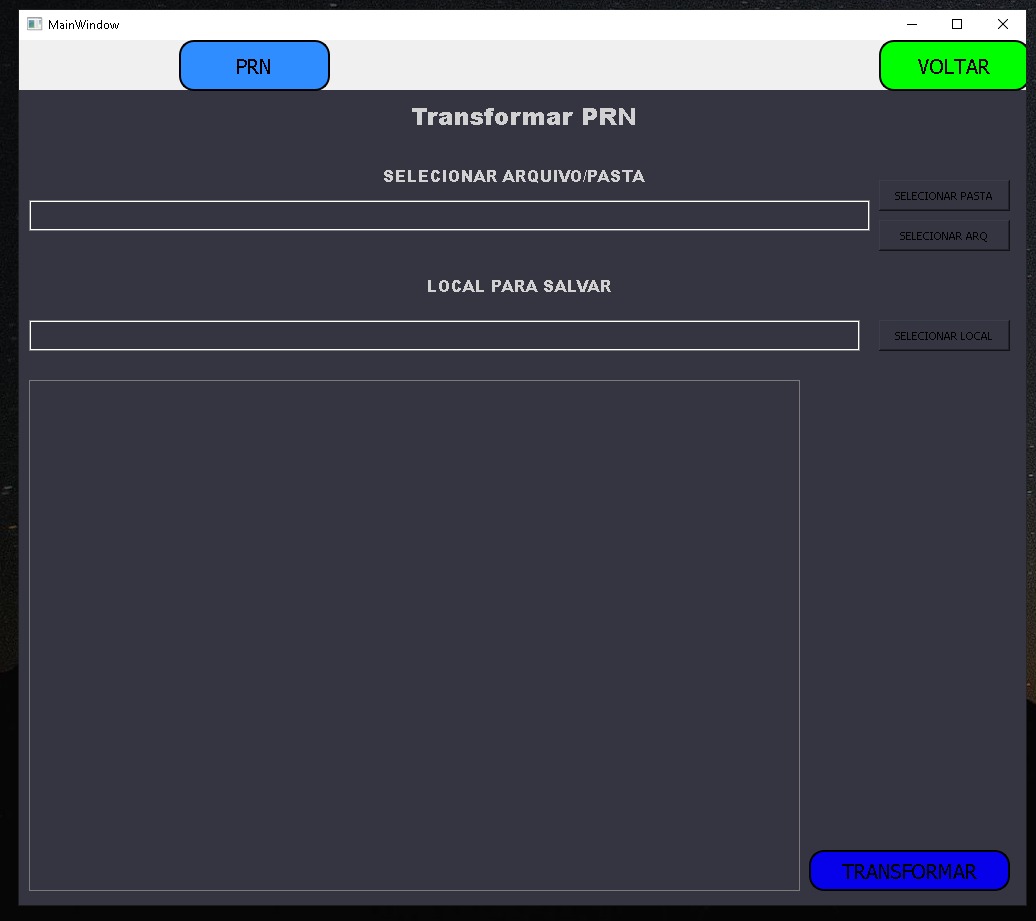 MainWindow
PRN
VOLTAR
Transformar PRN
SELECIONAR ARQUIVO/PASTA
SELECIONAR PASTA
SELECIONAR ARQ
LOCAL PARA SALVAR
SELECIONAR LOCAL
TRANSFORMAR